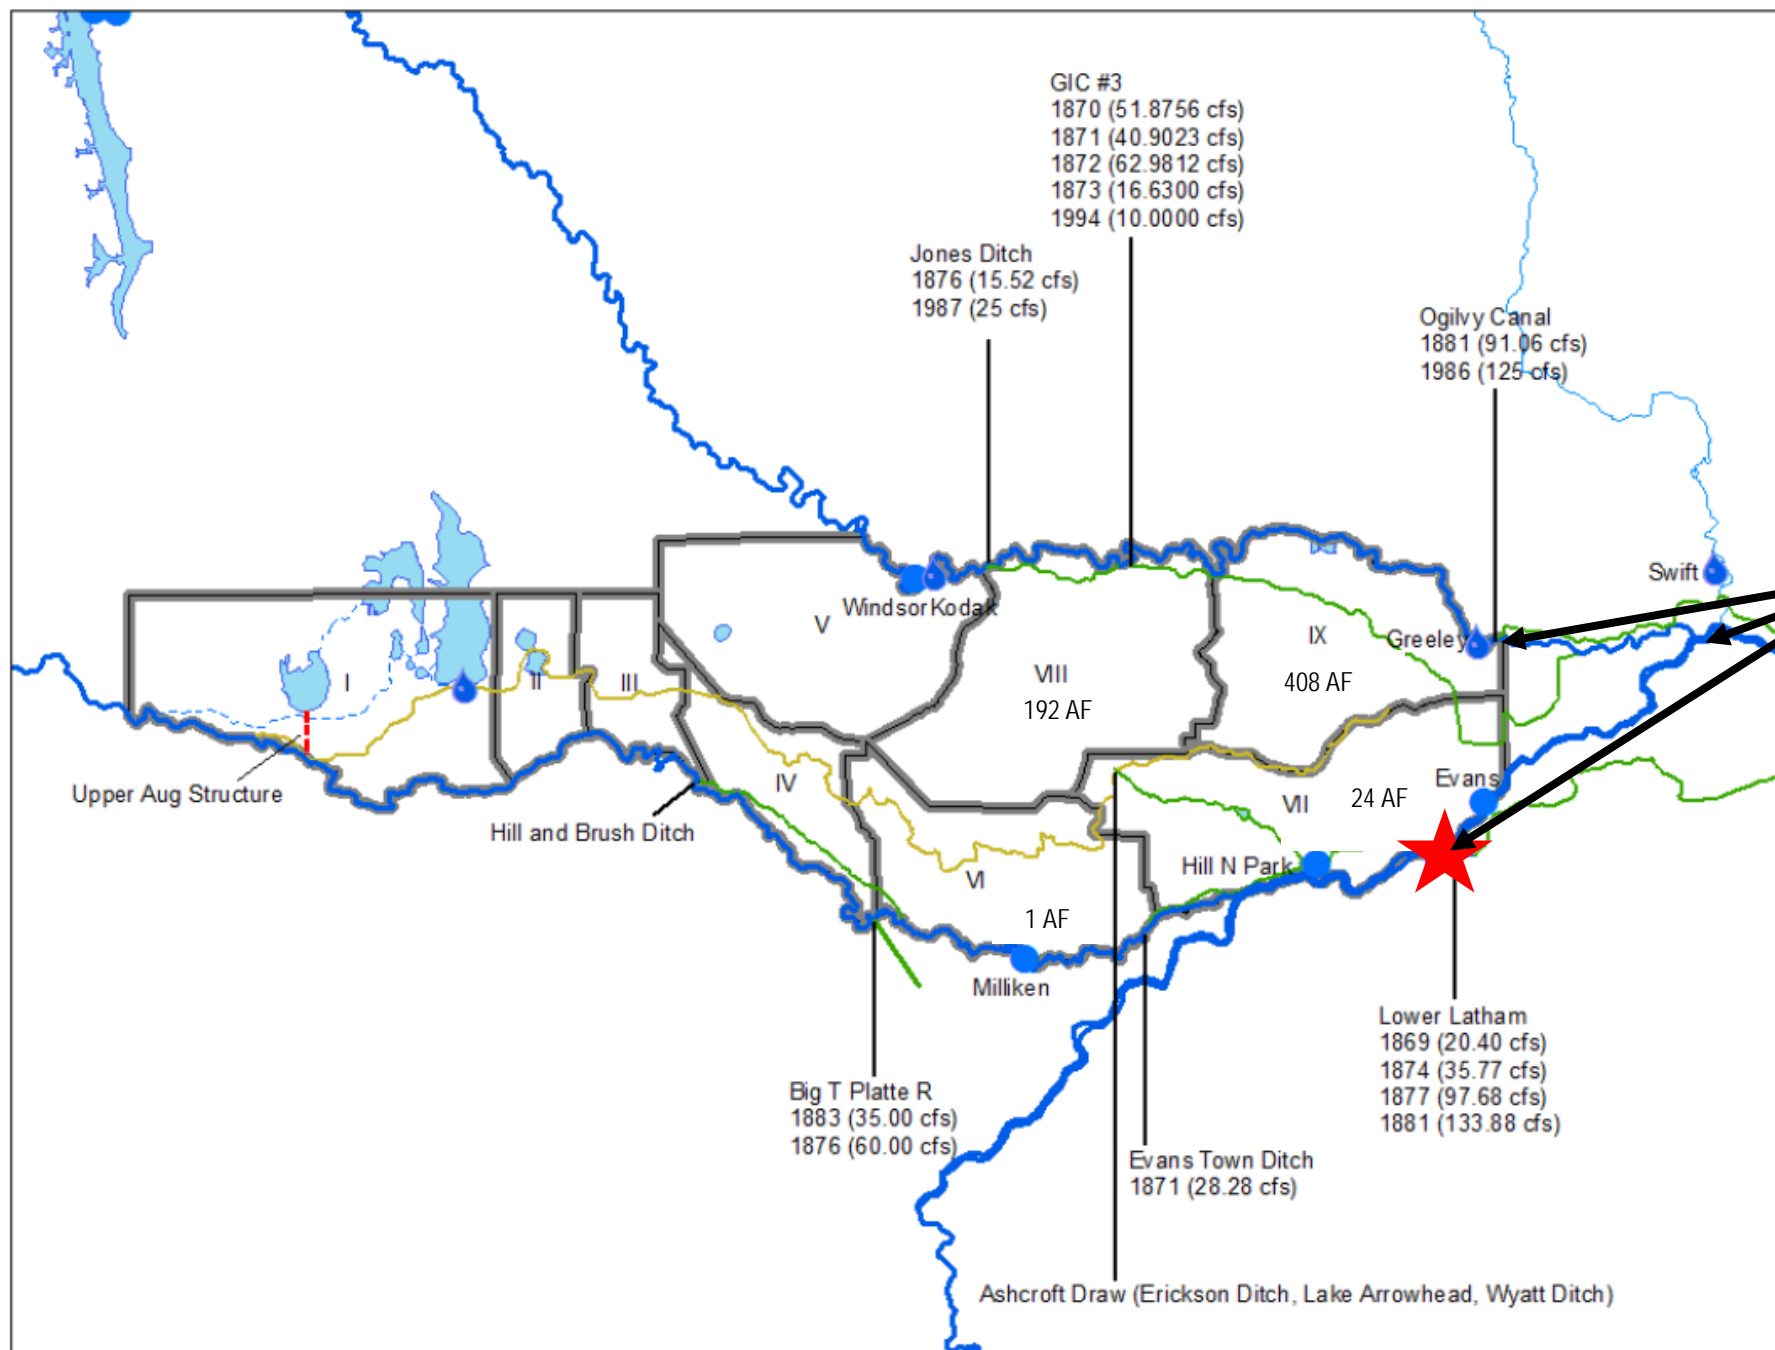 GIC #3
1870 (51.8756 cfs)
1871 (40.9023 cfs)
1872 (62.9812 cfs)
1873 (16.6300 cfs)
1994 (10.0000 cfs)
Jones Ditch
1876 (15.52 cfs)
1987 (25 cfs)
Ogilvy Canal
1881 (91.06 cfs)
1986 (125 cfs)
Swift
Windsor Kodak
V
IX
Greeley
408 AF
VIII
192 AF
I
II
III
IV
Upper Aug Structure
Hill and Brush Ditch
Evans
VII
24 AF
VI
Hill N Park
1 AF
Milliken
Lower Latham
1869 (20.40 cfs)
1874 (35.77 cfs)
1877 (97.68 cfs)
1881 (133.88 cfs)
Big T Platte R
1883 (35.00 cfs)
1876 (60.00 cfs)
Evans Town Ditch
1871 (28.28 cfs)
Ashcroft Draw (Erickson Ditch, Lake Arrowhead, Wyatt Ditch)